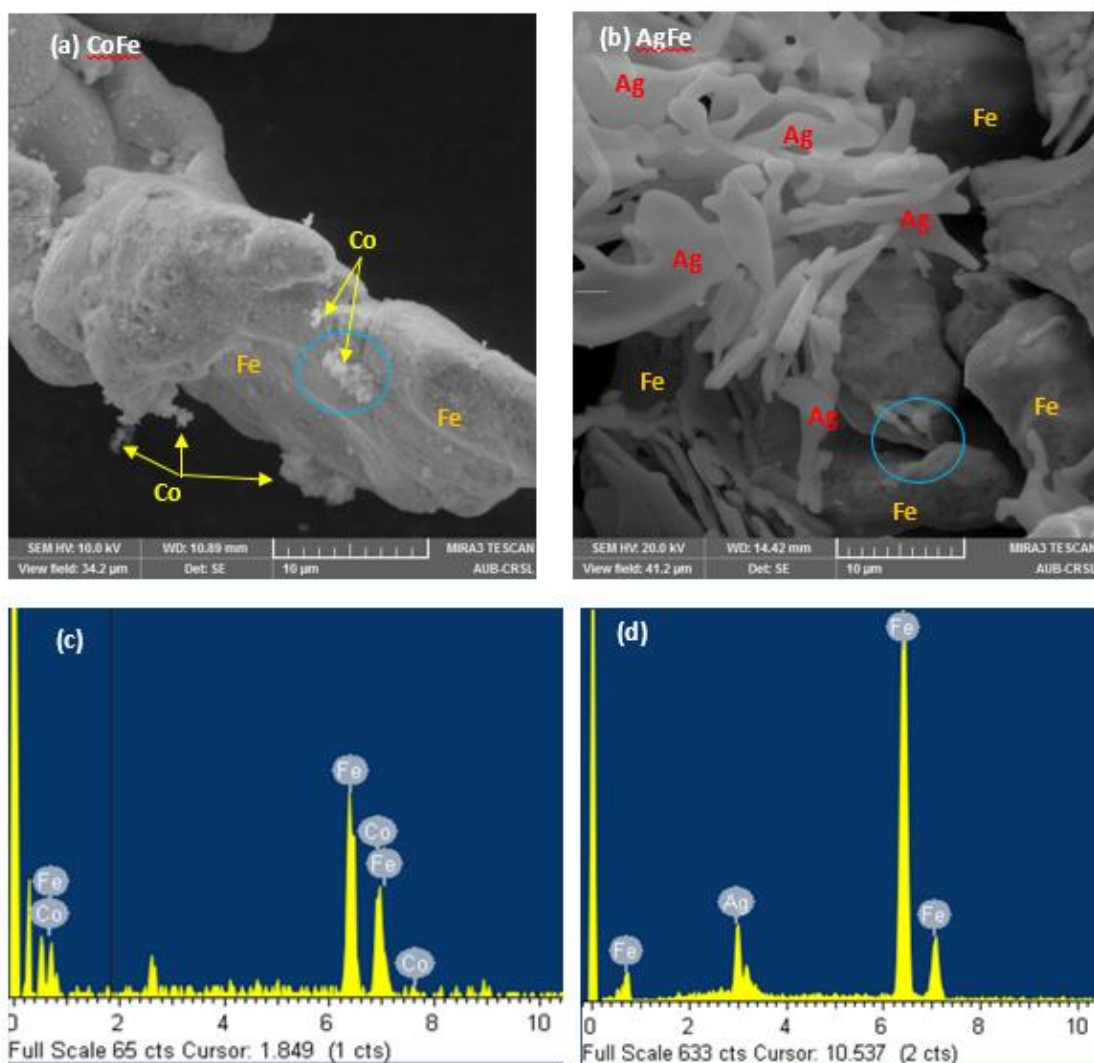 (a) CoFe
Co
Fe
Fe
Co
SEM HV: 10.0 kV WD: 10.89 mm MIRA3 TESCAN
View field: 34.2 µm Det: SE 10 µm AUB-CRSL
(b) AgFe
Ag
Fe
Ag
Ag
Ag
Fe
Ag
Fe
Fe
SEM HV: 20.0 kV WD: 14.42 mm MIRA3 TESCAN
View field: 41.2 µm Det: SE 10 µm AUB-CRSL
(c)
Fe
Co
Fe
Fe
Co
Co
0 2 4 6 8 10
Full Scale 65 cts Cursor: 1.849 (1 cts)
(d)
Fe
Ag
Fe
Fe
0 2 4 6 8 10
Full Scale 633 cts Cursor: 10.537 (2 cts)